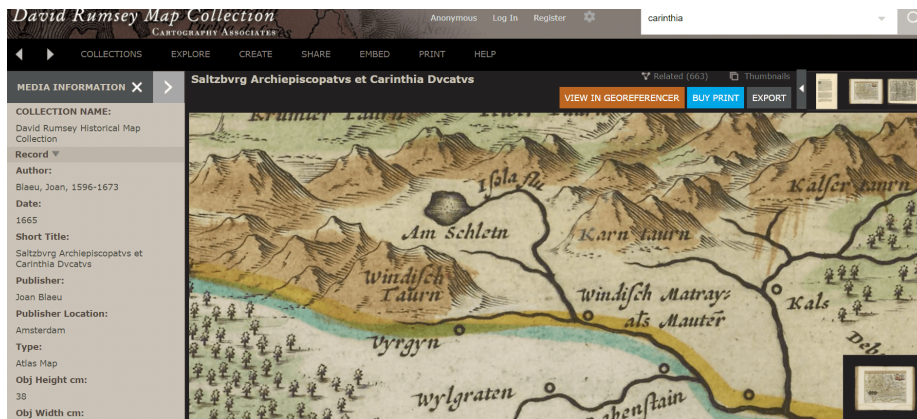 David Rumsey Map Collection
CARTOGRAPHY ASSOCIATES
Anonymous Log In Register
carinthia
COLLECTIONS EXPLORE CREATE SHARE EMBED PRINT HELP
MEDIA INFORMATION
COLLECTION NAME:
David Rumsey Historical Map
Collection
Record
Author:
Blaeu, Joan, 1596-1673
Date:
1665
Short Title:
Saltzbvrg Archiepiscopatvs et
Carinthia Dvcatvs
Publisher:
Joan Blaeu
Publisher Location:
Amsterdam
Type:
Atlas Map
Obj Height cm:
38
Obj Width cm:
Saltzbvrg Archiepiscopatvs et Carinthia Dvcatvs
Related (663) Thumbnails
VIEW IN GEOREFERENCER BUY PRINT EXPORT
Krumler Taurn
Isola flu
Kalser taurn
Am Schletn
Karn taurn
Windisch
Taurn
Windisch Matray
als Mauter
Kals
Vyrgyn
Deb
Wylgraten